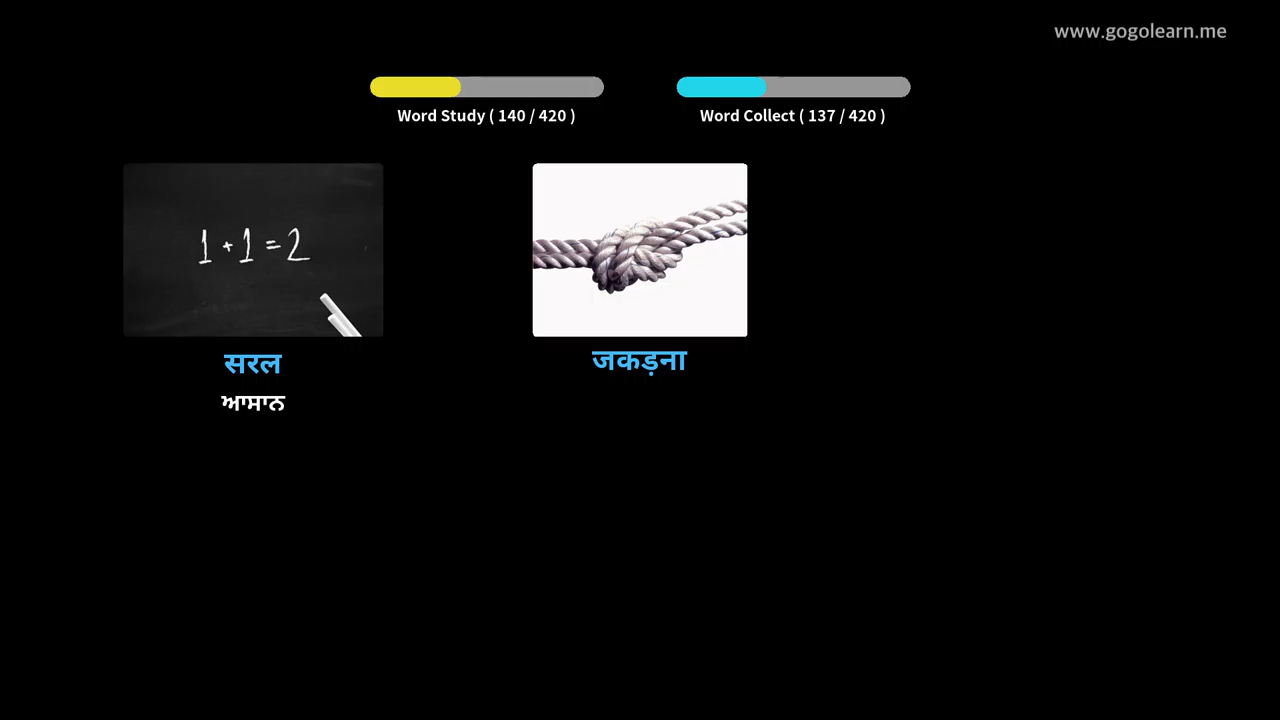 www.gogolearn.me
Word Study ( 140 / 420 )
Word Collect ( 137 / 420 )
1 + 1 = 2
सरल
ਆਸਾਨ
जकड़ना